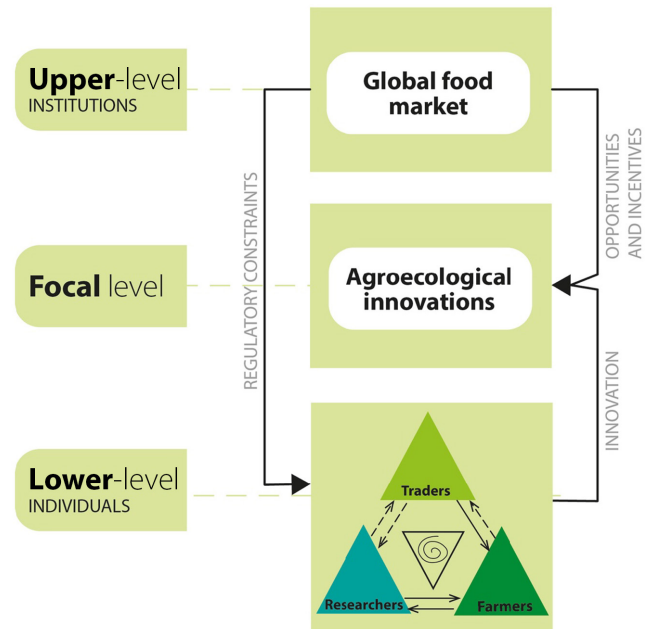 Upper-level
INSTITUTIONS
Global food
market
REGULATORY CONSTRAINTS
OPPORTUNITIES
AND INCENTIVES
Focal level
Agroecological
innovations
INNOVATION
Lower-level
INDIVIDUALS
Traders
Researchers
Farmers